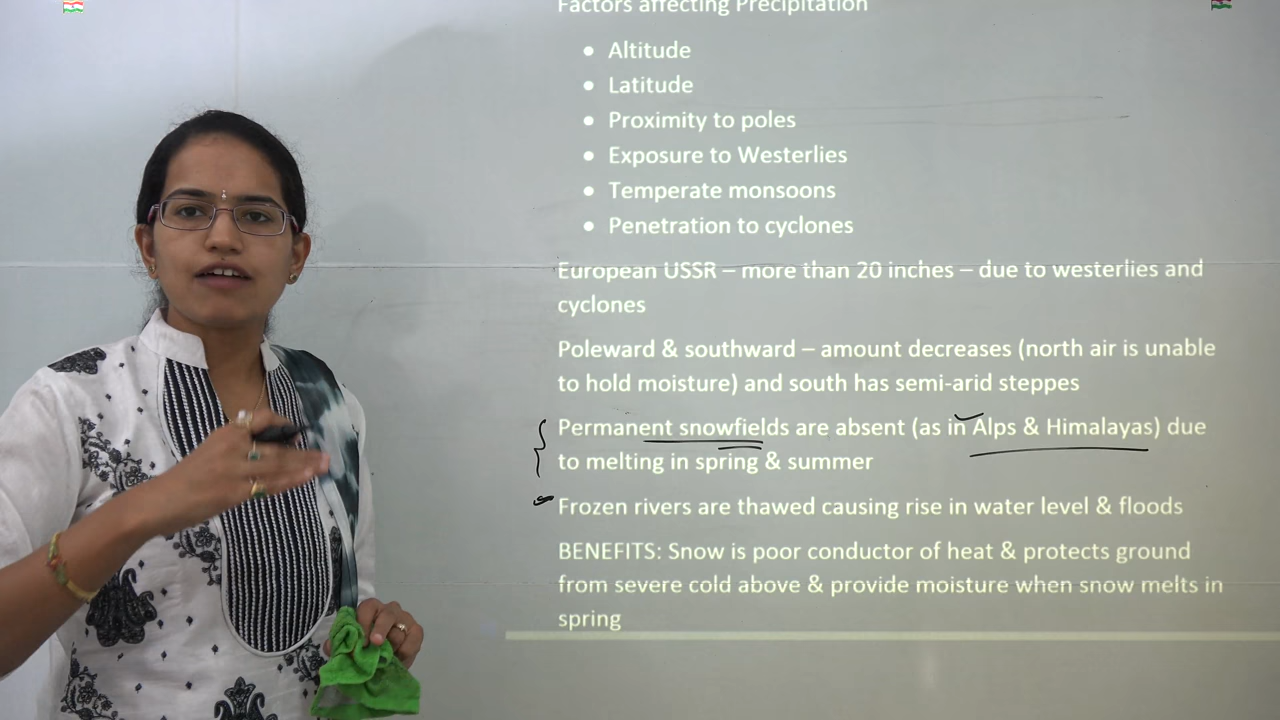 Factors affecting Precipitation
• Altitude
• Latitude
• Proximity to poles
• Exposure to Westerlies
• Temperate monsoons
• Penetration to cyclones
European USSR – more than 20 inches – due to westerlies and
cyclones
Poleward & southward – amount decreases (north air is unable
to hold moisture) and south has semi-arid steppes
Permanent snowfields are absent (as in Alps & Himalayas) due
to melting in spring & summer
Frozen rivers are thawed causing rise in water level & floods
BENEFITS: Snow is poor conductor of heat & protects ground
from severe cold above & provide moisture when snow melts in
spring